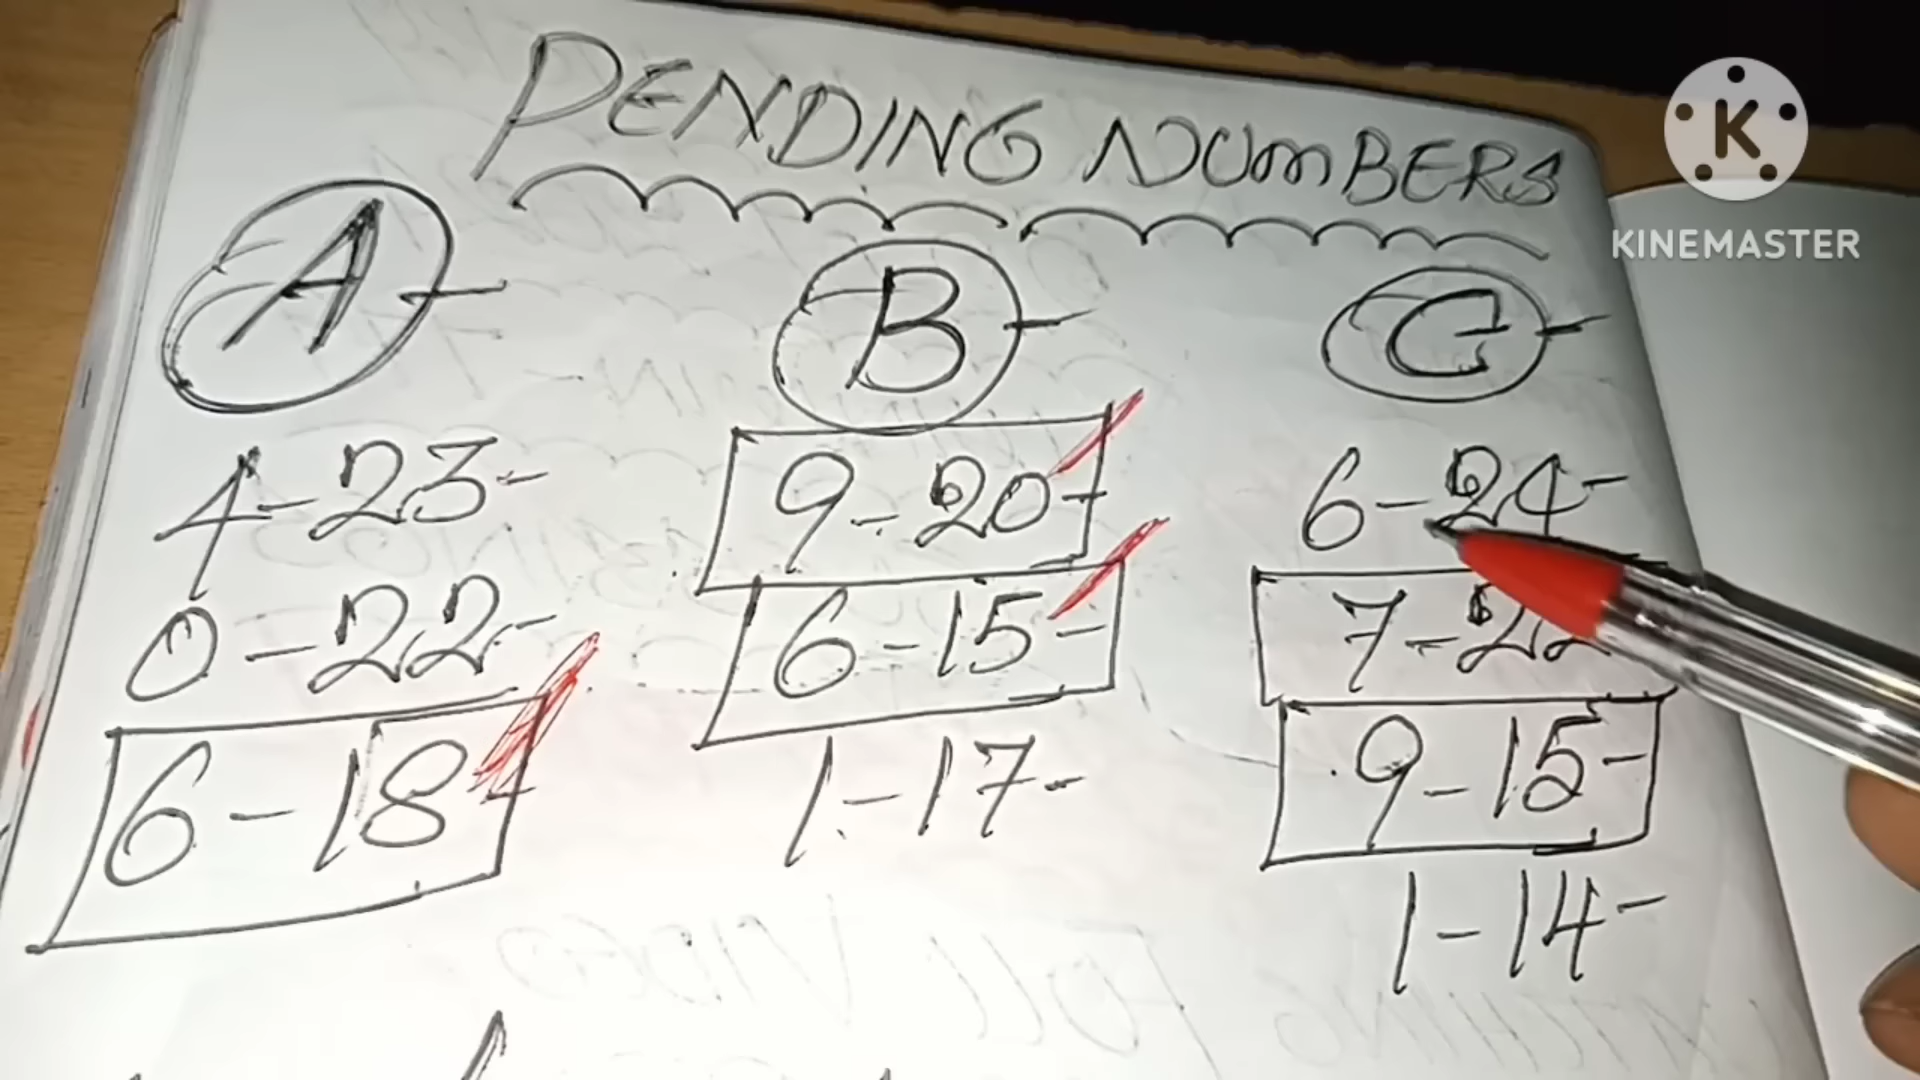 PENDING NUMBERS
K
KINEMASTER
A - B - C -
4-23- 9-20- 6-24-
0-22- 6-15- 7-22
6-18- 1-17- 9-15-
1-14-